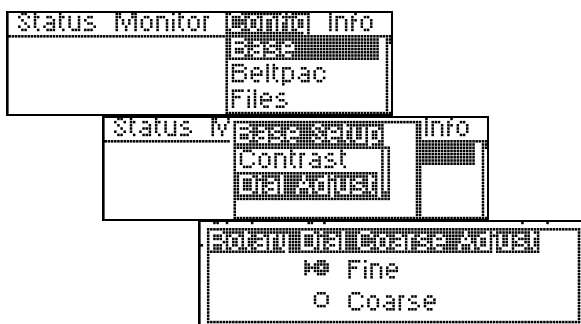 Status Monitor Config Info
Base
Beltpac
Files
Status M Base Setup Info
Contrast
Dial Adjust
Rotary Dial Coarse Adjust
Fine
Coarse